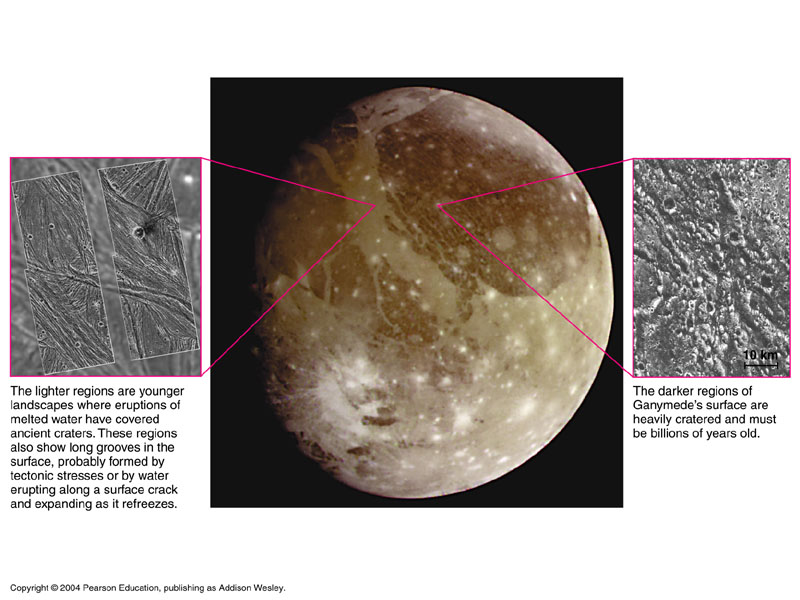 10 km
The lighter regions are younger
landscapes where eruptions of
melted water have covered
ancient craters. These regions
also show long grooves in the
surface, probably formed by
tectonic stresses or by water
erupting along a surface crack
and expanding as it refreezes.
The darker regions of
Ganymede's surface are
heavily cratered and must
be billions of years old.
Copyright © 2004 Pearson Education, publishing as Addison Wesley.